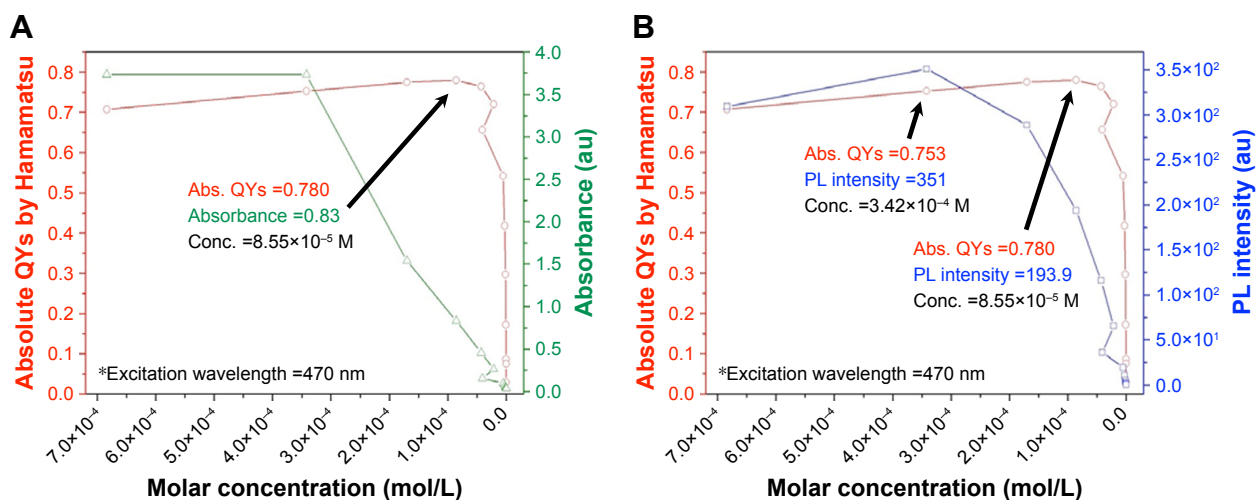 A
Absolute QYs by Hamamatsu
0.8
0.7
0.6
0.5
0.4
0.3
0.2
0.1
0.0
Abs. QYs =0.780
Absorbance =0.83
Conc. =8.55×10⁻⁵ M
*Excitation wavelength =470 nm
4.0
3.5
3.0
2.5
2.0
1.5
1.0
0.5
0.0
Absorbance (au)
7.0×10⁻⁴
6.0×10⁻⁴
5.0×10⁻⁴
4.0×10⁻⁴
3.0×10⁻⁴
2.0×10⁻⁴
1.0×10⁻⁴
0.0
Molar concentration (mol/L)
B
Absolute QYs by Hamamatsu
0.8
0.7
0.6
0.5
0.4
0.3
0.2
0.1
0.0
Abs. QYs =0.753
PL intensity =351
Conc. =3.42×10⁻⁴ M
Abs. QYs =0.780
PL intensity =193.9
Conc. =8.55×10⁻⁵ M
*Excitation wavelength =470 nm
3.5×10²
3.0×10²
2.5×10²
2.0×10²
1.5×10²
1.0×10²
5.0×10¹
0.0
PL intensity (au)
7.0×10⁻⁴
6.0×10⁻⁴
5.0×10⁻⁴
4.0×10⁻⁴
3.0×10⁻⁴
2.0×10⁻⁴
1.0×10⁻⁴
0.0
Molar concentration (mol/L)